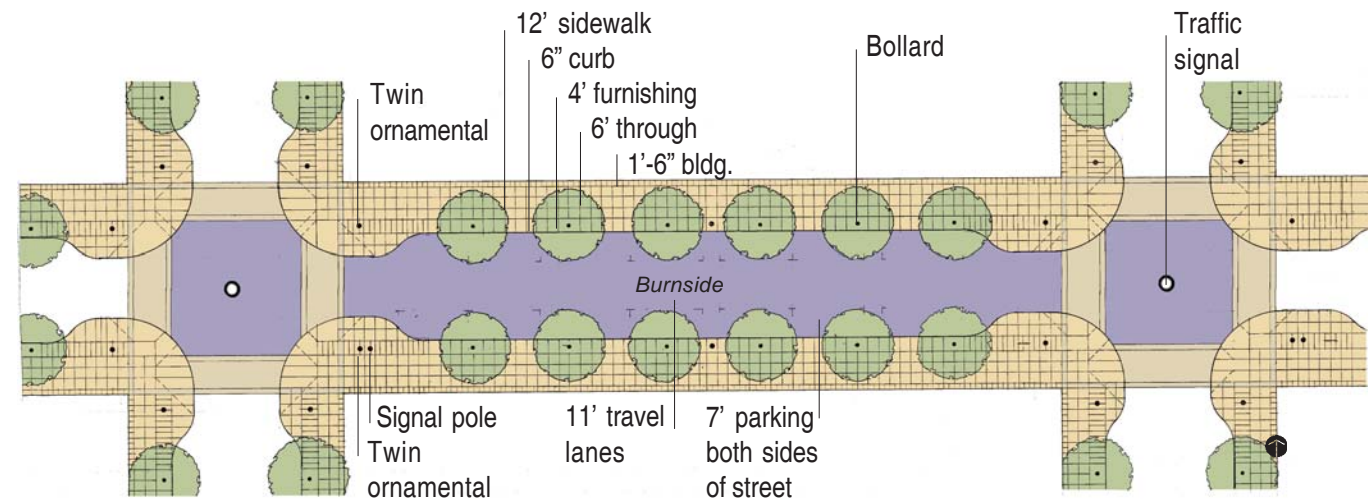 12’ sidewalk
6” curb
4’ furnishing
6’ through
1’-6” bldg.
Twin
ornamental
Bollard
Traffic
signal
Burnside
Signal pole
Twin
ornamental
11’ travel
lanes
7’ parking
both sides
of street